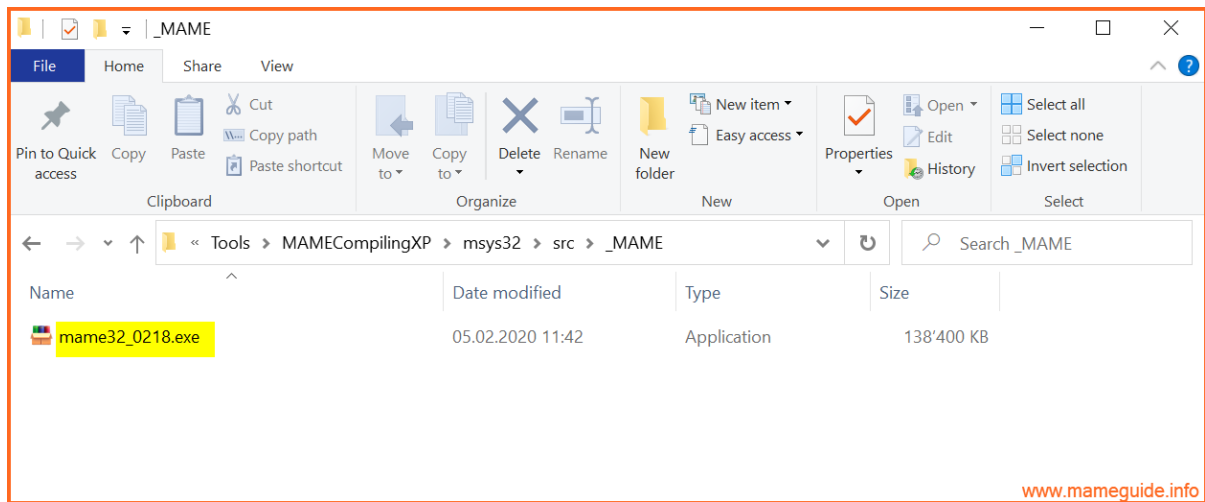 _MAME
File Home Share View
Pin to Quick access
Copy
Paste
Cut
Copy path
Paste shortcut
Clipboard
Move to
Copy to
Delete
Rename
Organize
New folder
New item
Easy access
New
Properties
Open
Edit
History
Open
Select all
Select none
Invert selection
Select
« Tools > MAMECompilingXP > msys32 > src > _MAME
Search _MAME
Name Date modified Type Size
mame32_0218.exe 05.02.2020 11:42 Application 138’400 KB
www.mameguide.info